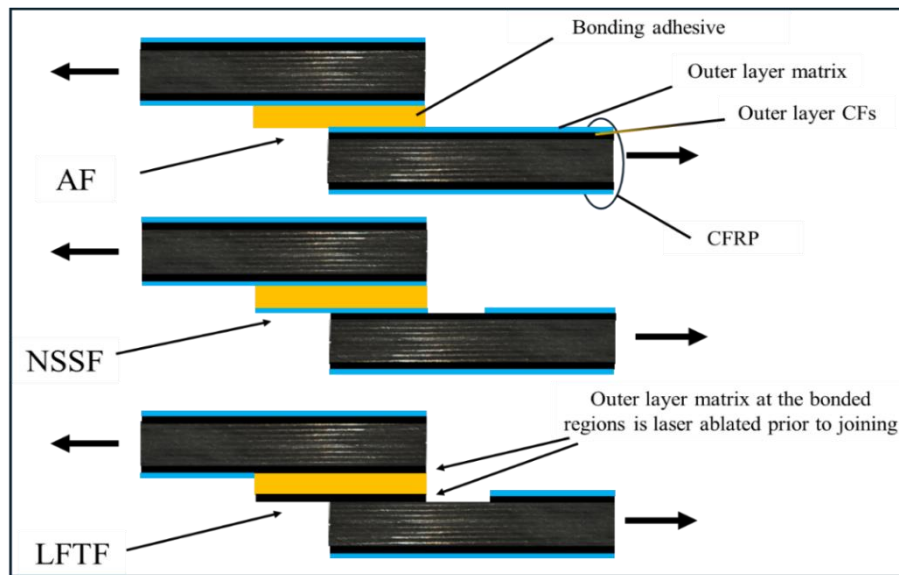 Bonding adhesive
Outer layer matrix
Outer layer CFs
AF
CFRP
NSSF
Outer layer matrix at the bonded
regions is laser ablated prior to joining
LFTF